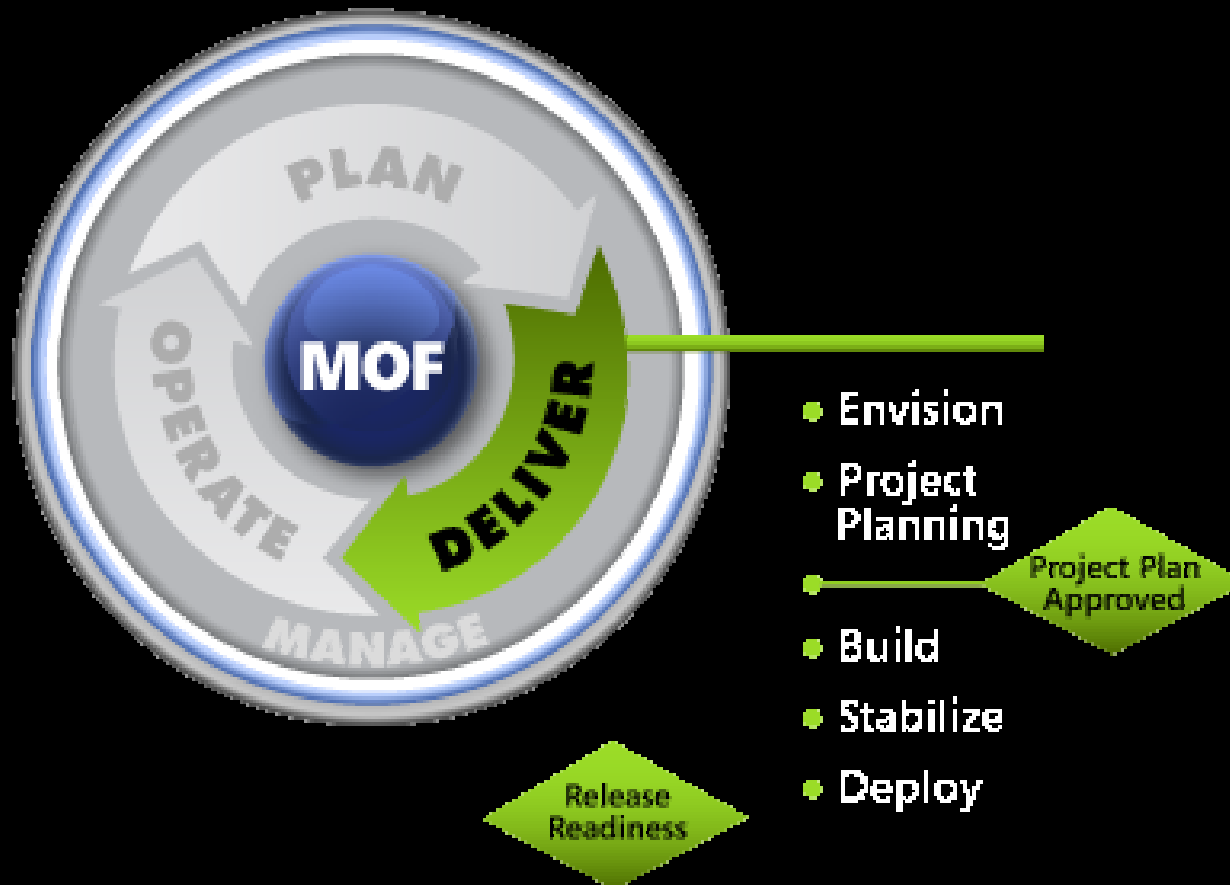 PLAN
MOF
OPERATE
DELIVER
MANAGE
Envision
Project
Planning
Project Plan
Approved
Build
Stabilize
Deploy
Release
Readiness